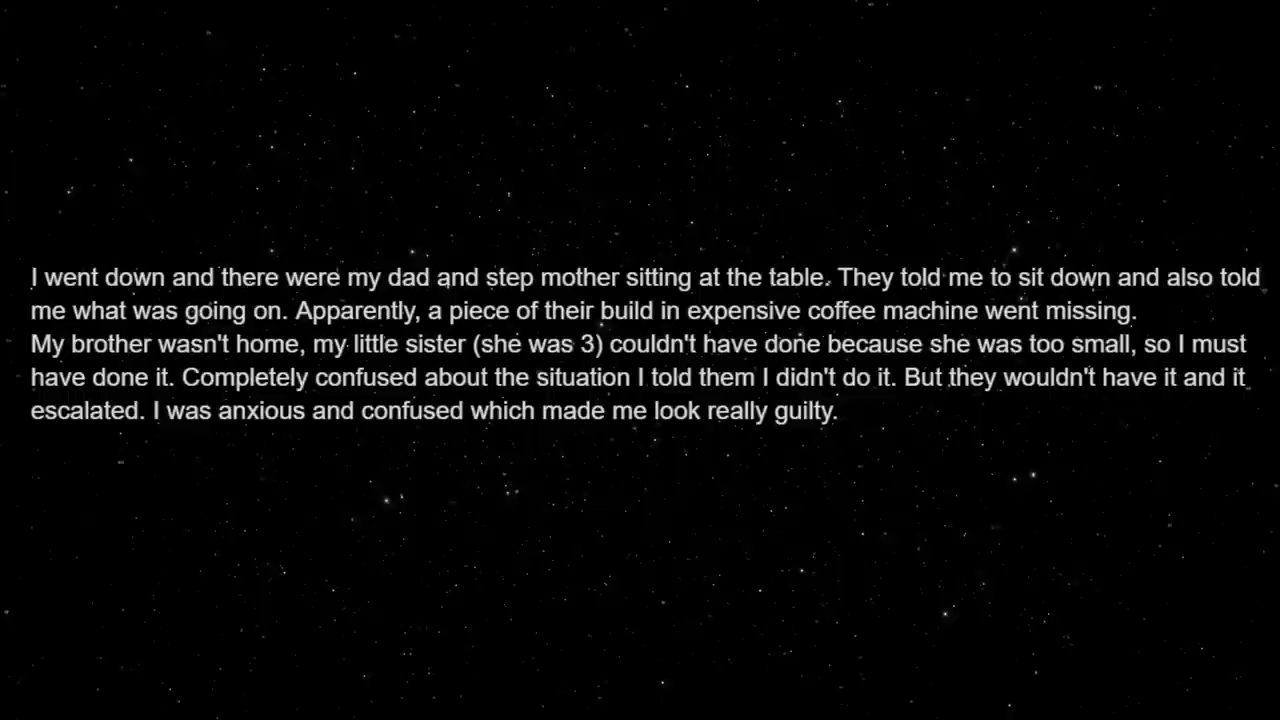 I went down and there were my dad and step mother sitting at the table. They told me to sit down and also told
me what was going on. Apparently, a piece of their build in expensive coffee machine went missing.
My brother wasn't home, my little sister (she was 3) couldn't have done because she was too small, so I must
have done it. Completely confused about the situation I told them I didn't do it. But they wouldn't have it and it
escalated. I was anxious and confused which made me look really guilty.